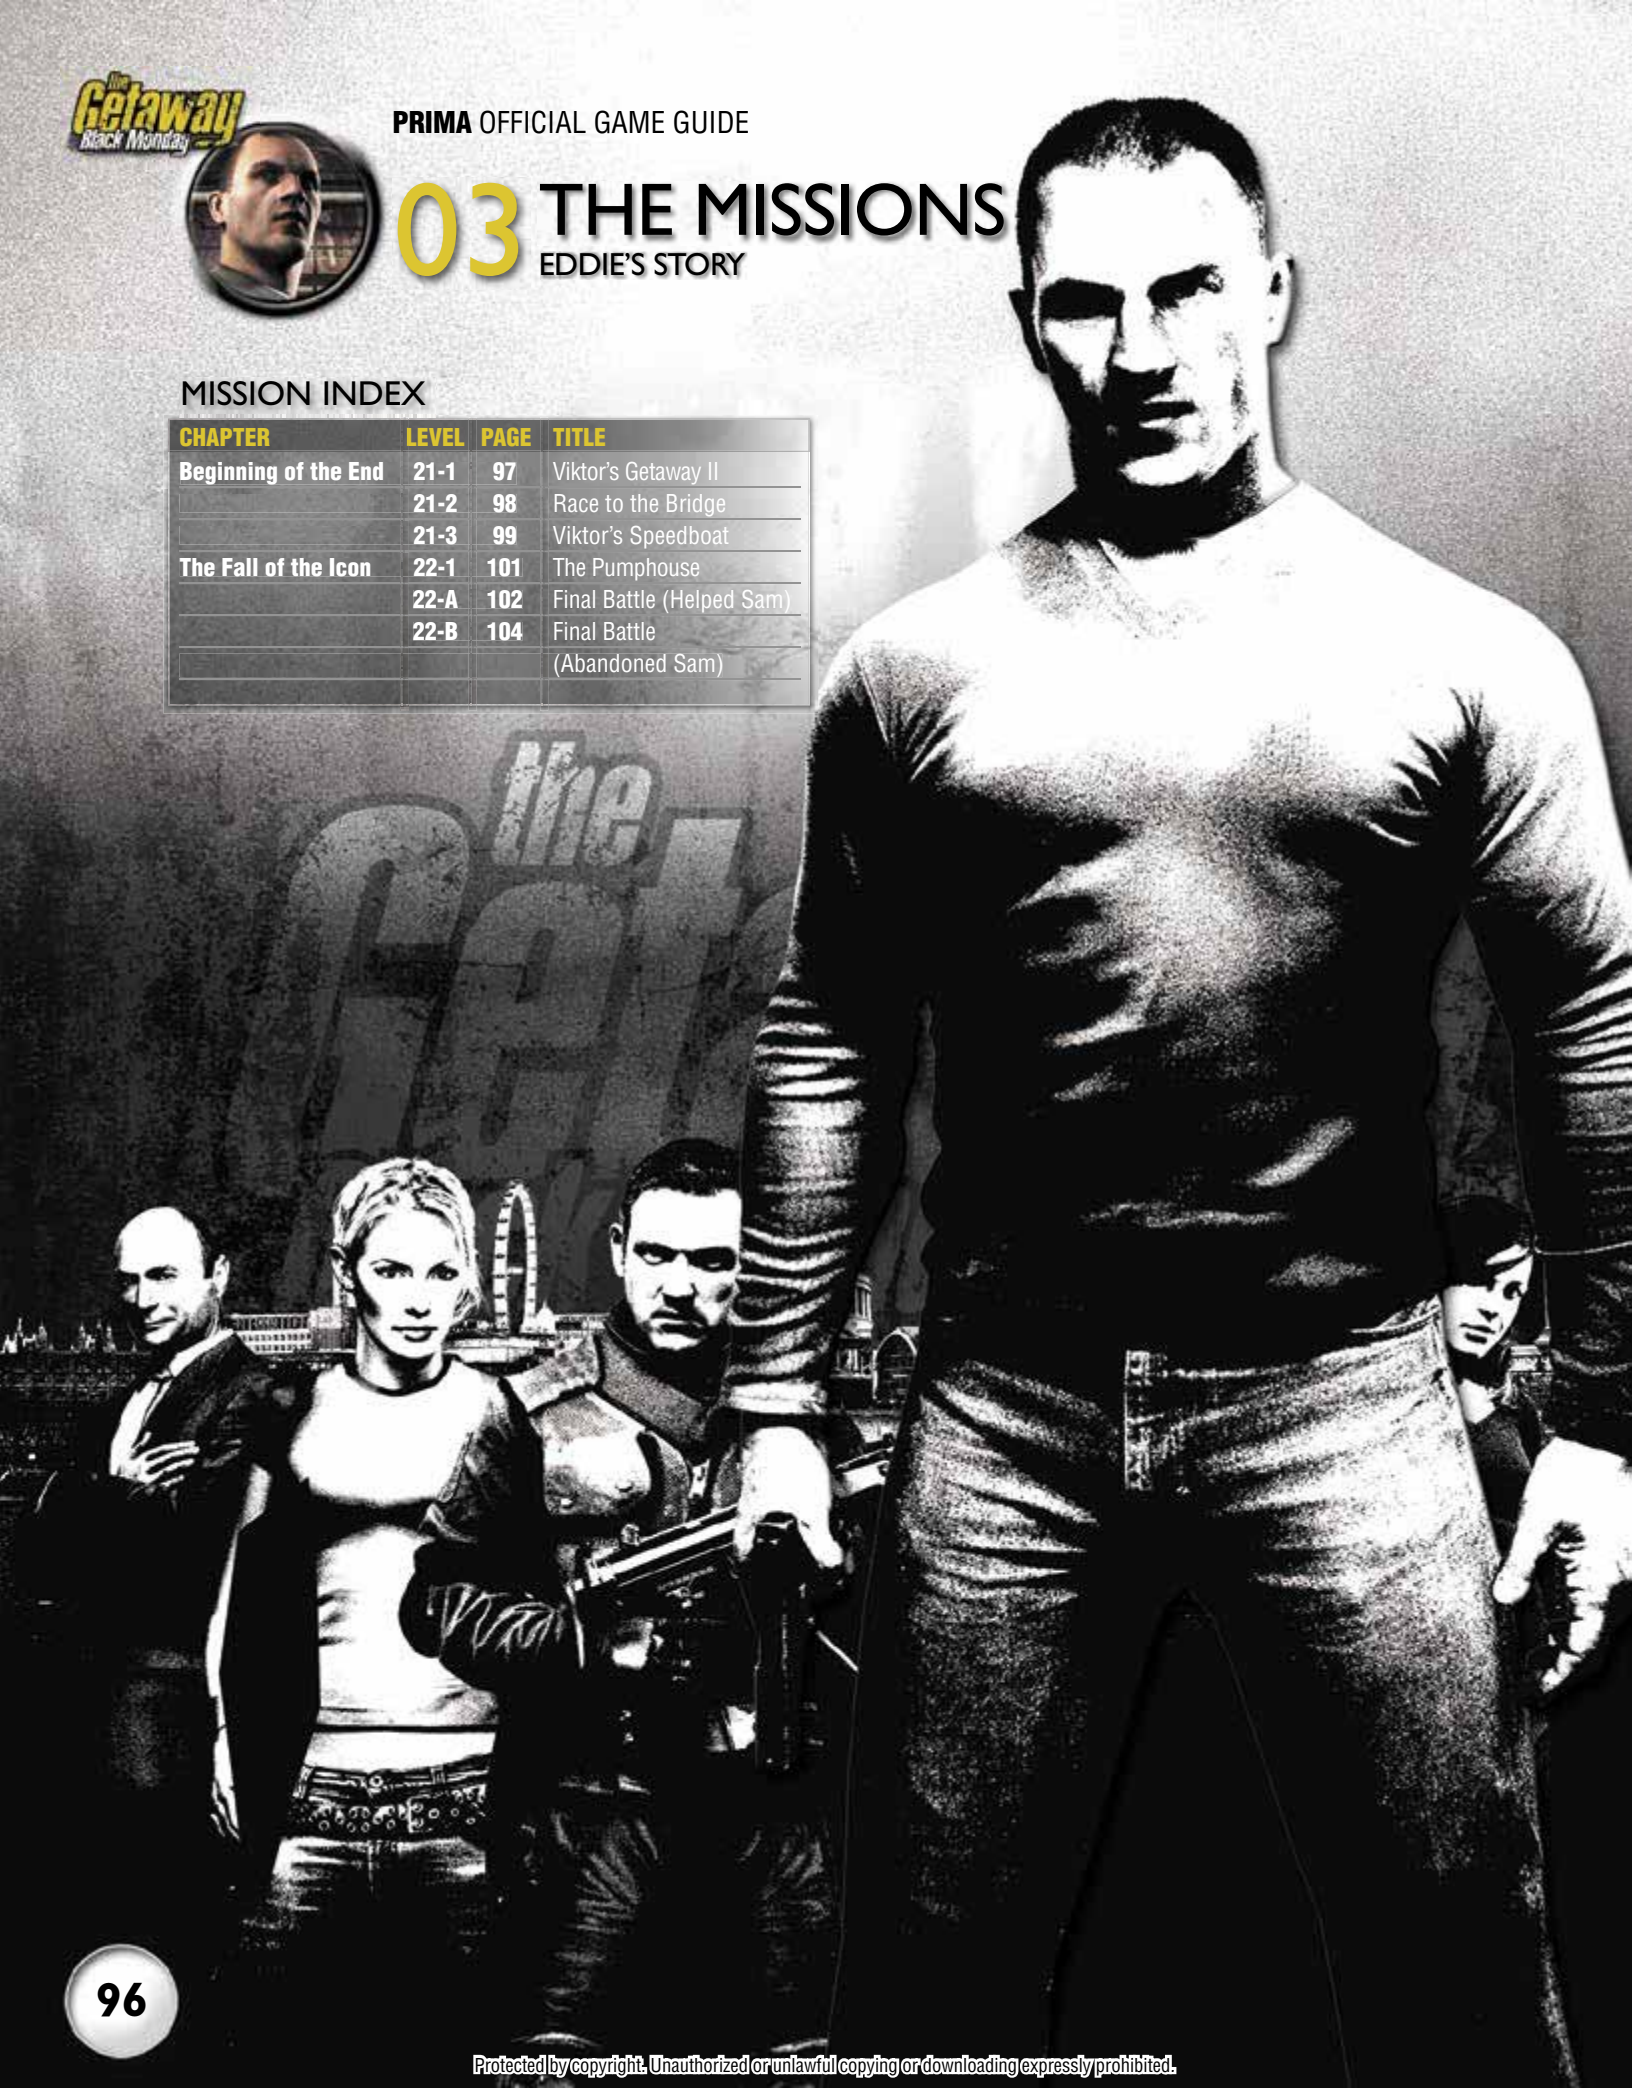 the
Getaway
Black Monday
PRIMA OFFICIAL GAME GUIDE
03 THE MISSIONS
EDDIE'S STORY
MISSION INDEX
CHAPTER LEVEL PAGE TITLE
Beginning of the End 21-1 97 Viktor's Getaway II
21-2 98 Race to the Bridge
21-3 99 Viktor's Speedboat
The Fall of the Icon 22-1 101 The Pumphouse
22-A 102 Final Battle (Helped Sam)
22-B 104 Final Battle
(Abandoned Sam)
the
96
Protected by copyright. Unauthorized or unlawful copying or downloading expressly prohibited.